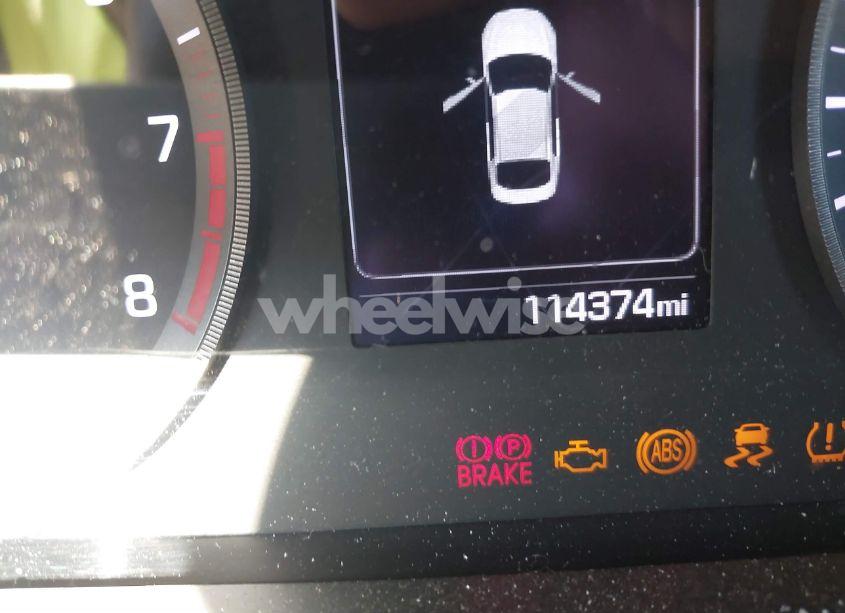 7
8
wheelwise
114374mi
BRAKE
P
ABS